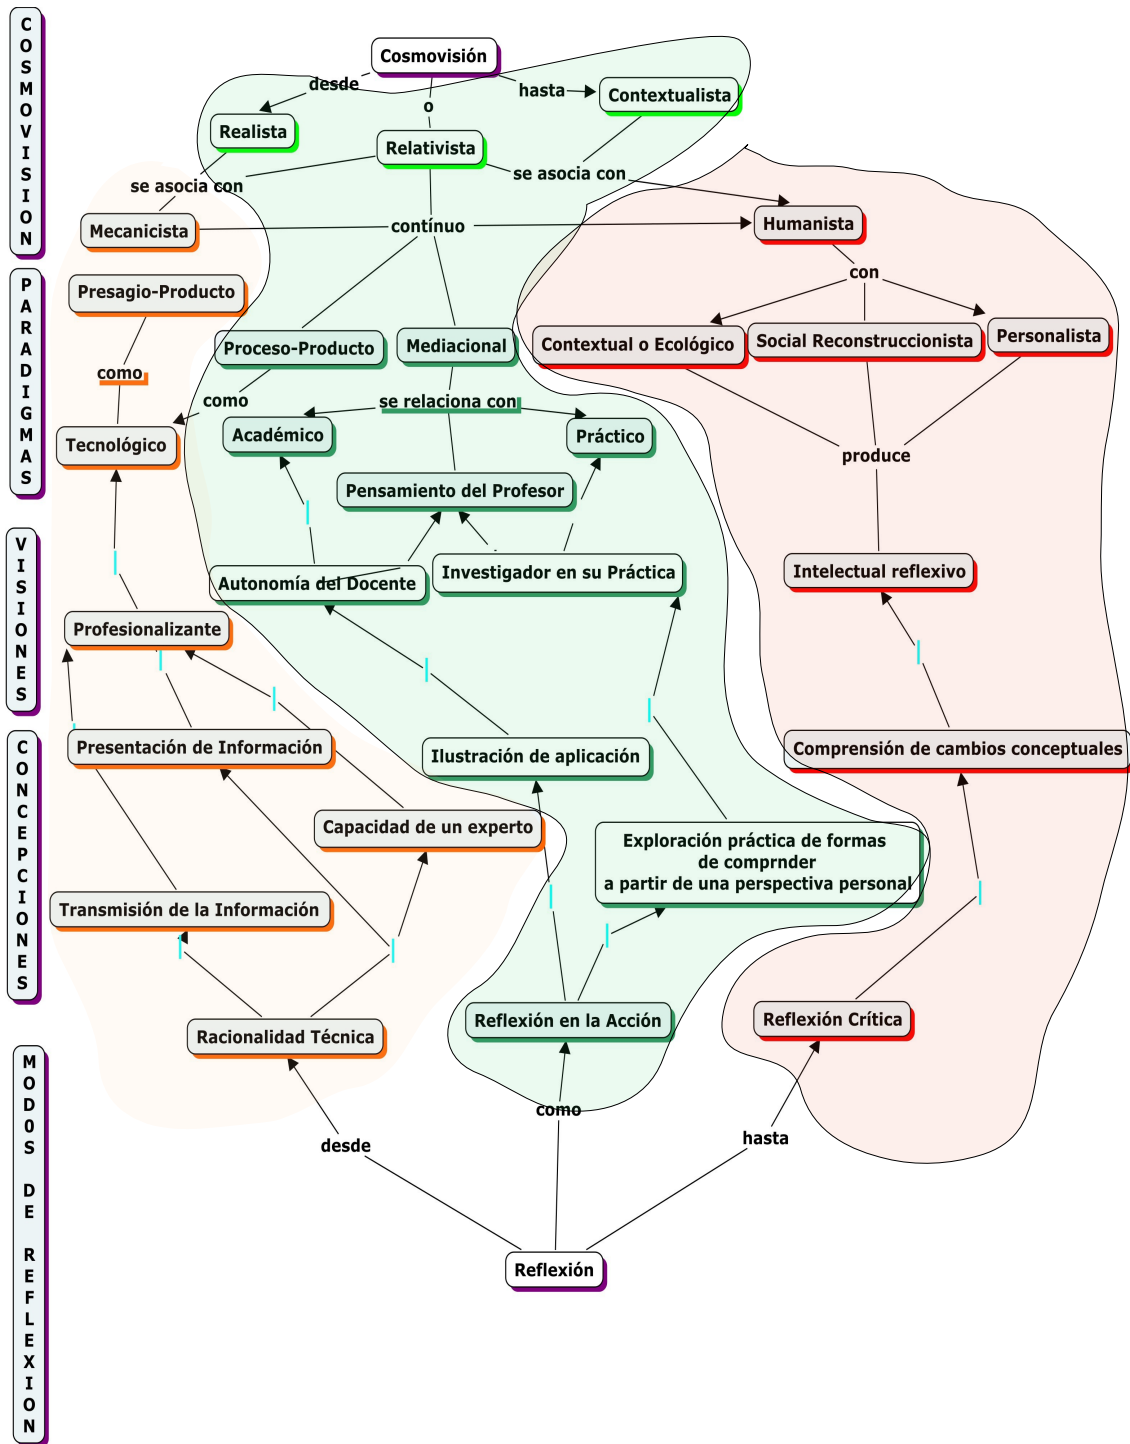 COSMOVISION
Cosmovisión
desde
hasta
o
Contextualista
Realista
Relativista
se asocia con
se asocia con
Mecanicista
contínuo
Humanista
con
PARADIGMAS
Presagio-Producto
Proceso-Producto
Mediacional
Contextual o Ecológico
Social Reconstruccionista
Personalista
como
como
se relaciona con
Tecnológico
Académico
Práctico
produce
Pensamiento del Profesor
VISIONES
Autonomía del Docente
Investigador en su Práctica
Intelectual reflexivo
Profesionalizante
CONCEPCIONES
Presentación de Información
Ilustración de aplicación
Comprensión de cambios conceptuales
Capacidad de un experto
Exploración práctica de formas
de comprnder
a partir de una perspectiva personal
Transmisión de la Información
Racionalidad Técnica
Reflexión en la Acción
Reflexión Crítica
MOD0S DE REFLEXION
desde
como
hasta
Reflexión